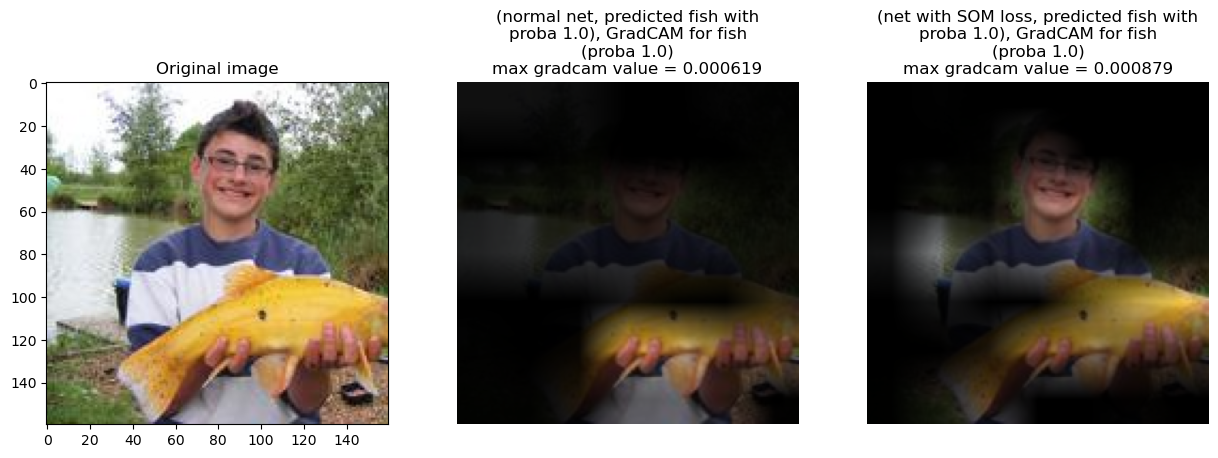 Original image
(normal net, predicted fish with
proba 1.0), GradCAM for fish
(proba 1.0)
max gradcam value = 0.000619
(net with SOM loss, predicted fish with
proba 1.0), GradCAM for fish
(proba 1.0)
max gradcam value = 0.000879
0
20
40
60
80
100
120
140
0 20 40 60 80 100 120 140